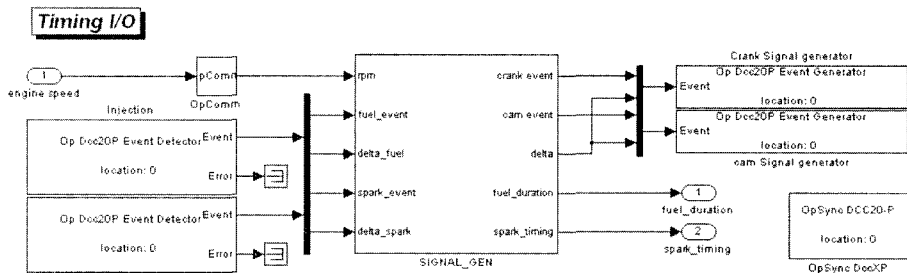 Timing I/O
1
engine speed
pComm
OpComm
Injection
Op Dcc20P Event Detector
location: 0
Event
Error
Op Dcc20P Event Detector
location: 0
Event
Error
rpm
fuel_event
delta_fuel
spark_event
delta_spark
crank event
cam event
delta
fuel_duration
spark_timing
SIGNAL_GEN
Crank Signal generator
Op Dcc20P Event Generator
Event
location: 0
Op Dcc20P Event Generator
Event
location: 0
cam Signal generator
1
fuel_duration
2
spark_timing
OpSync DCC20-P
location: 0
OpSync DccXP